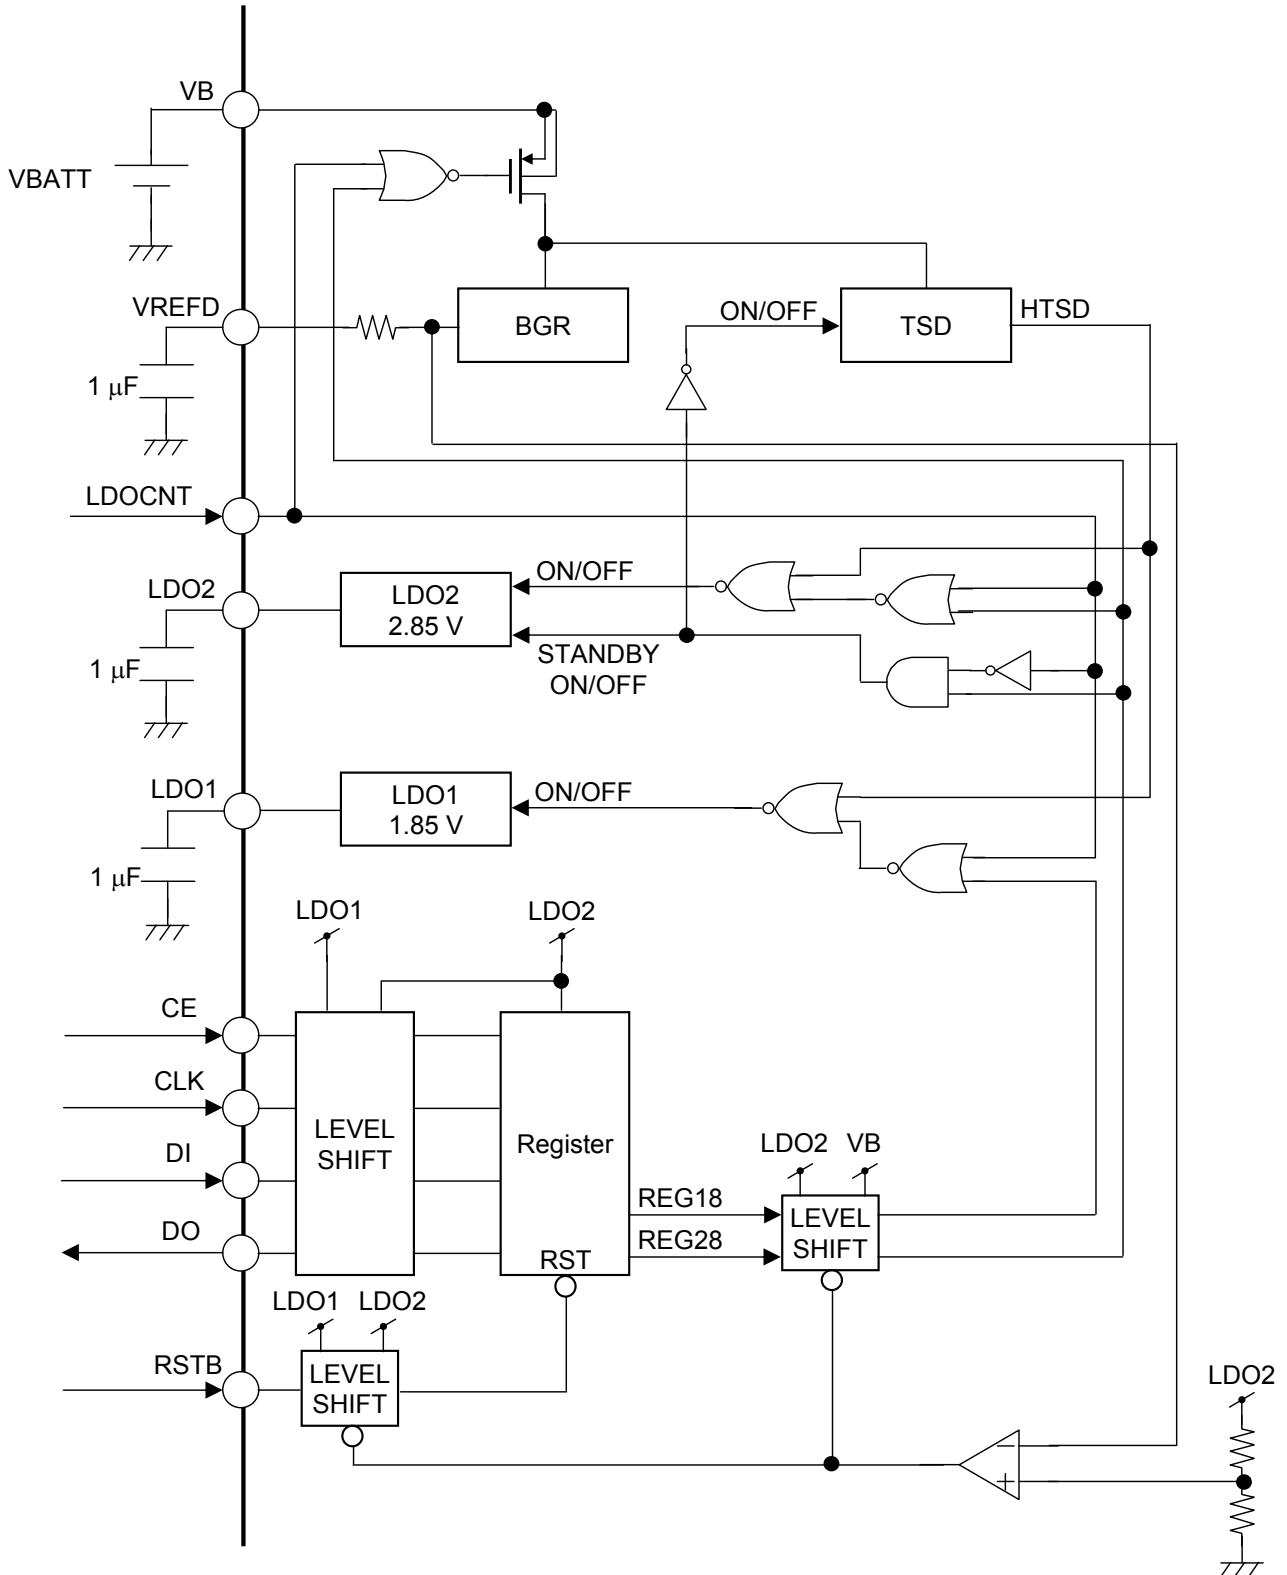 VB
VBATT
VREFD
BGR
ON/OFF
TSD
HTSD
1 μF
LDOCNT
LDO2
LDO2
2.85 V
ON/OFF
STANDBY
ON/OFF
1 μF
LDO1
LDO1
1.85 V
ON/OFF
1 μF
LDO1
LDO2
CE
CLK
DI
DO
LEVEL
SHIFT
Register
RST
REG18
REG28
LDO2
VB
LEVEL
SHIFT
LDO1
LDO2
RSTB
LEVEL
SHIFT
LDO2
−
+